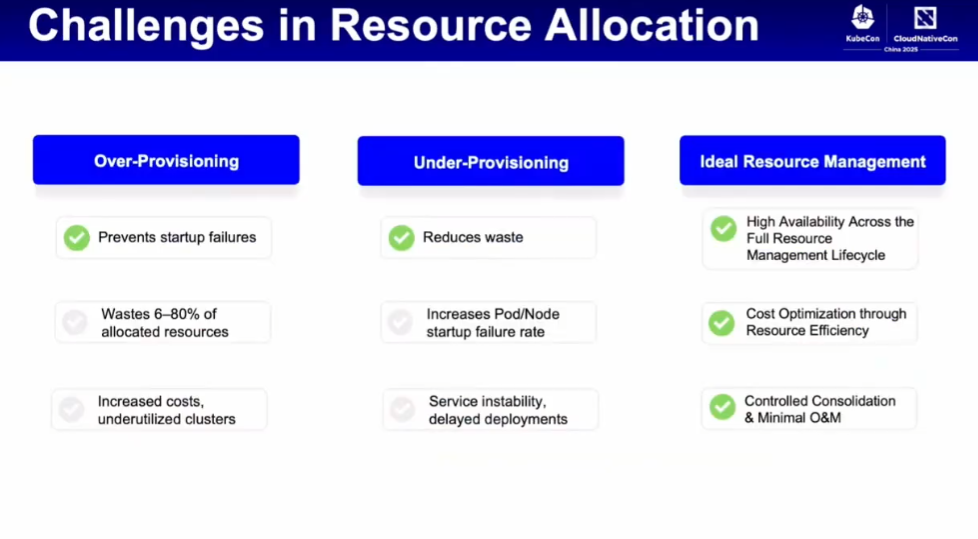 Challenges in Resource Allocation
KubeCon
CloudNativeCon
China 2025
Over-Provisioning
Prevents startup failures
Wastes 6–80% of
allocated resources
Increased costs,
underutilized clusters
Under-Provisioning
Reduces waste
Increases Pod/Node
startup failure rate
Service instability,
delayed deployments
Ideal Resource Management
High Availability Across the
Full Resource
Management Lifecycle
Cost Optimization through
Resource Efficiency
Controlled Consolidation
& Minimal O&M